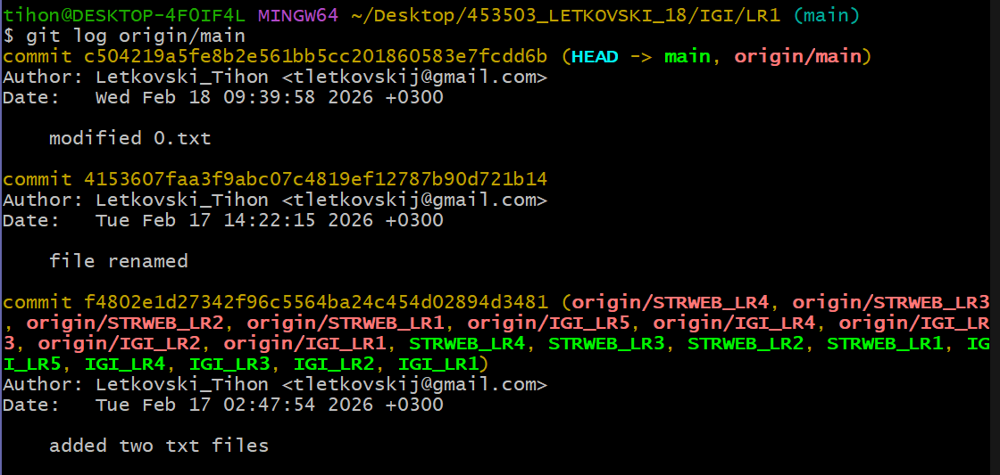 tihon@DESKTOP-4F0IF4L MINGW64 ~/Desktop/453503_LETKOVSKI_18/IGI/LR1 (main)
$ git log origin/main
commit c504219a5fe8b2e561bb5cc201860583e7fcdd6b (HEAD -> main, origin/main)
Author: Letkovski_Tihon <tletkovskij@gmail.com>
Date:   Wed Feb 18 09:39:58 2026 +0300

    modified 0.txt

commit 4153607faa3f9abc07c4819ef12787b90d721b14
Author: Letkovski_Tihon <tletkovskij@gmail.com>
Date:   Tue Feb 17 14:22:15 2026 +0300

    file renamed

commit f4802e1d27342f96c5564ba24c454d02894d3481 (origin/STRWEB_LR4, origin/STRWEB_LR3
, origin/STRWEB_LR2, origin/STRWEB_LR1, origin/IGI_LR5, origin/IGI_LR4, origin/IGI_LR
3, origin/IGI_LR2, origin/IGI_LR1, STRWEB_LR4, STRWEB_LR3, STRWEB_LR2, STRWEB_LR1, IG
I_LR5, IGI_LR4, IGI_LR3, IGI_LR2, IGI_LR1)
Author: Letkovski_Tihon <tletkovskij@gmail.com>
Date:   Tue Feb 17 02:47:54 2026 +0300

    added two txt files